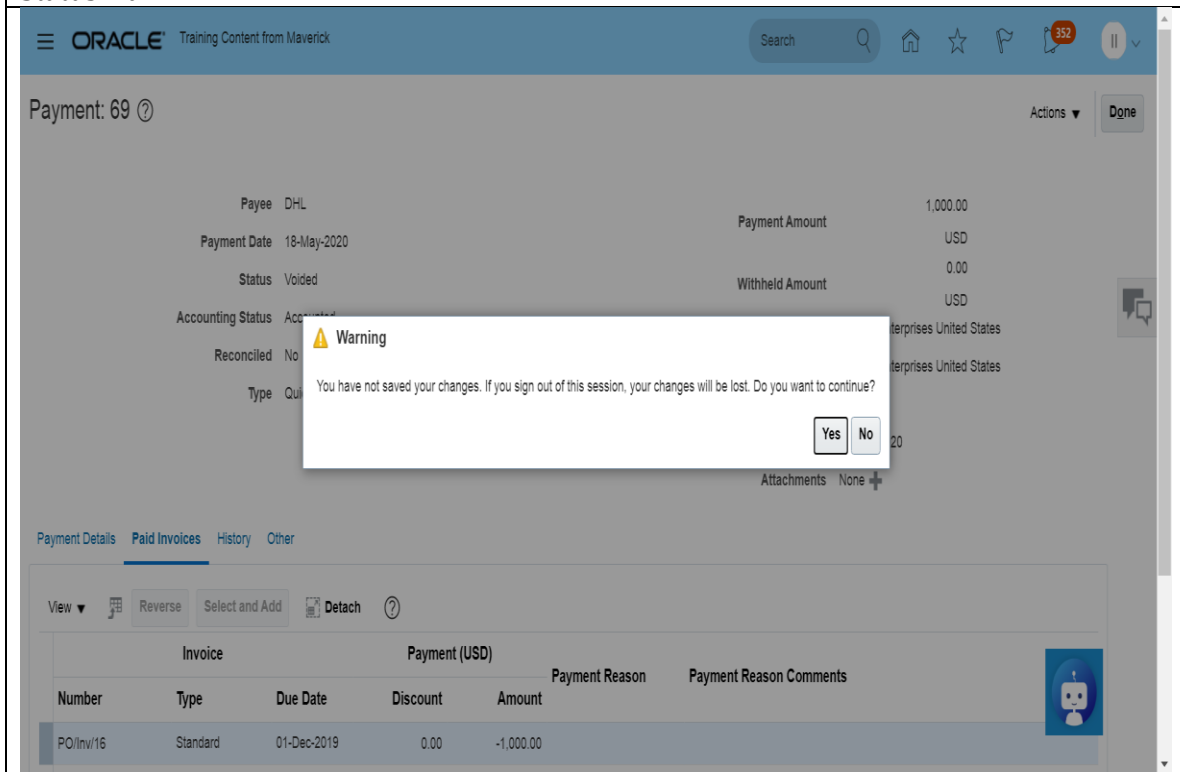 ORACLE Training Content from Maverick Search 352 II
Payment: 69 Actions Done
Payee DHL
Payment Date 18-May-2020
Status Voided
Accounting Status
Reconciled No
Type
Payment Amount 1,000.00
USD
Withheld Amount 0.00
USD
United States
United States
20
Attachments None
Warning
You have not saved your changes. If you sign out of this session, your changes will be lost. Do you want to continue?
Yes No
Payment Details Paid Invoices History Other
View Reverse Select and Add Detach
Invoice Payment (USD) Payment Reason Payment Reason Comments
Number Type Due Date Discount Amount
PO/Inv/16 Standard 01-Dec-2019 0.00 -1,000.00